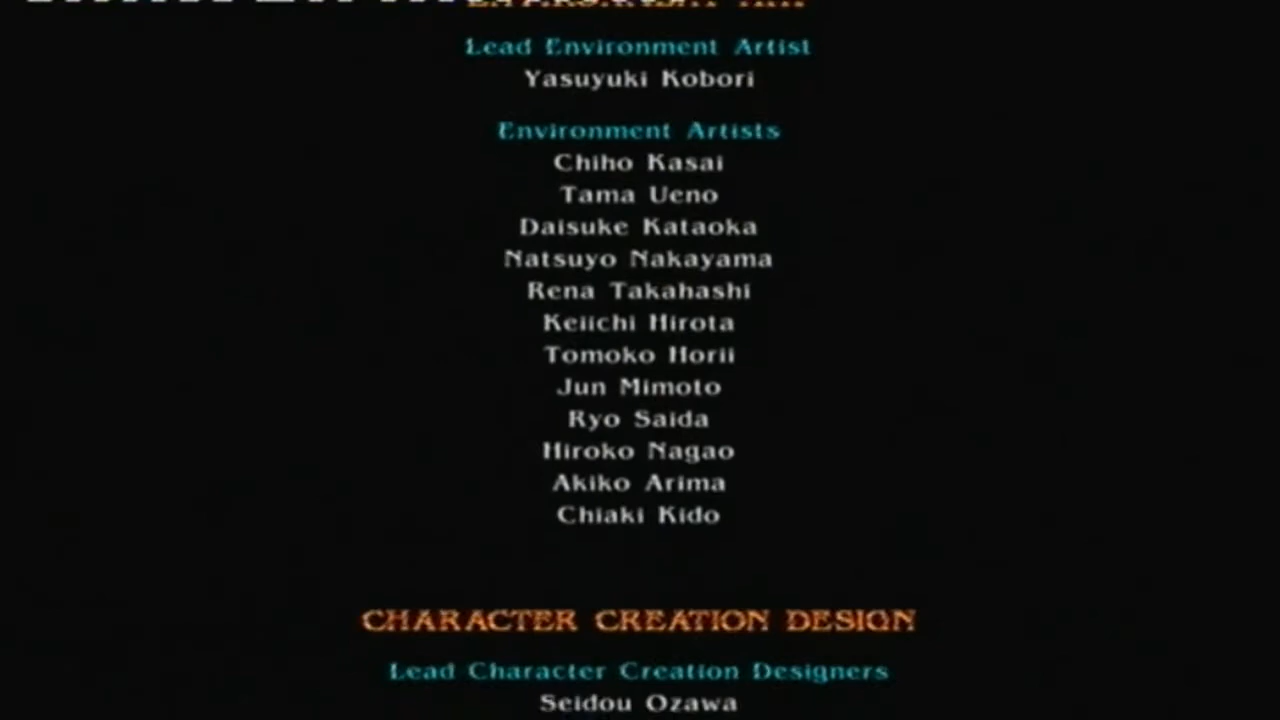 Lead Environment Artist
Yasuyuki Kobori
Environment Artists
Chiho Kasai
Tama Ueno
Daisuke Kataoka
Natsuyo Nakayama
Rena Takahashi
Keiichi Hirota
Tomoko Horii
Jun Mimoto
Ryo Saida
Hiroko Nagao
Akiko Arima
Chiaki Kido
CHARACTER CREATION DESIGN
Lead Character Creation Designers
Seidou Ozawa